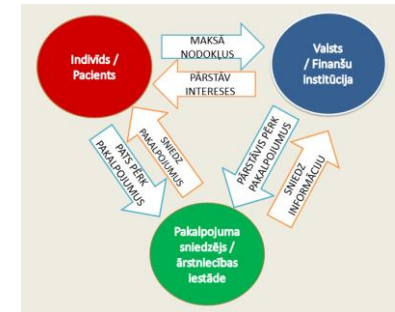 Indivīds /
Pacients
MAKSĀ
NODOKĻUS
PĀRSTĀV
INTERESES
Valsts
/ Finanšu
institūcija
PATS PĒRK
PAKALPOJUMUS
SNIEDZ
PAKALPOJUMUS
PĀRSTĀVIS PĒRK
PAKALPOJUMUS
SNIEDZ
INFORMĀCIJU
Pakalpojuma
sniedzējs /
ārstniecības
iestāde